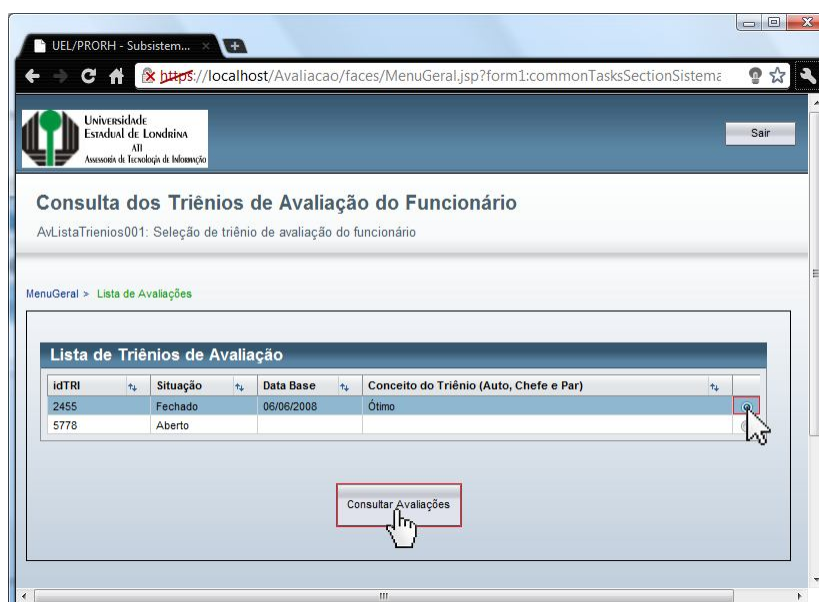 UEL/PRORH - Subsistem...
https://localhost/Avaliacao/faces/MenuGeral.jsp?form1:commonTasksSectionSistema
Universidade
Estadual de Londrina
ATI
Assessoria de Tecnologia de Informação
Sair
Consulta dos Triênios de Avaliação do Funcionário
AvListaTrienios001: Seleção de triênio de avaliação do funcionário
MenuGeral > Lista de Avaliações
Lista de Triênios de Avaliação
idTRI Situação Data Base Conceito do Triênio (Auto, Chefe e Par)
2455 Fechado 06/06/2008 Ótimo
5778 Aberto
Consultar Avaliações